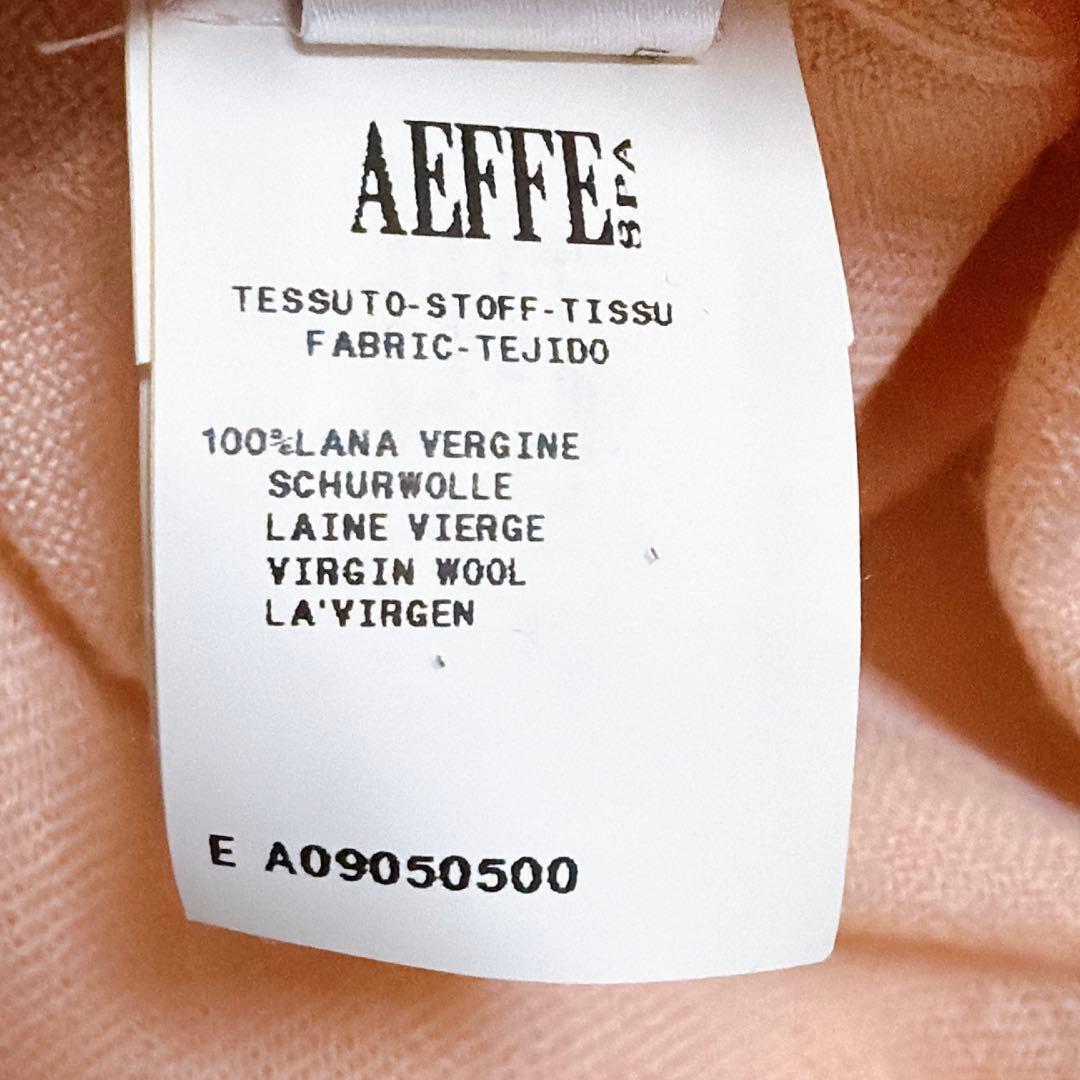 AEFFE SPA
TESSUTO-STOFF-TISSU
FABRIC-TEJIDO
100%LANA VERGINE
SCHURWOLLE
LAINE VIERGE
VIRGIN WOOL
LA'VIRGEN
E A09050500